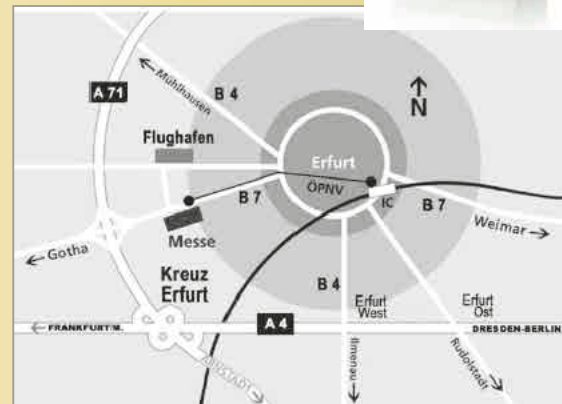 A 71
Mühlhausen
B 4
N
Flughafen
Erfurt
ÖPNV
IC
B 7
B 7
Weimar
Messe
Gotha
Kreuz
Erfurt
B 4
Erfurt
West
Erfurt
Ost
FRANKFURT/M.
A 4
DRESDEN-BERLIN
Ilmenau
Rudolstadt
ARNSTADT